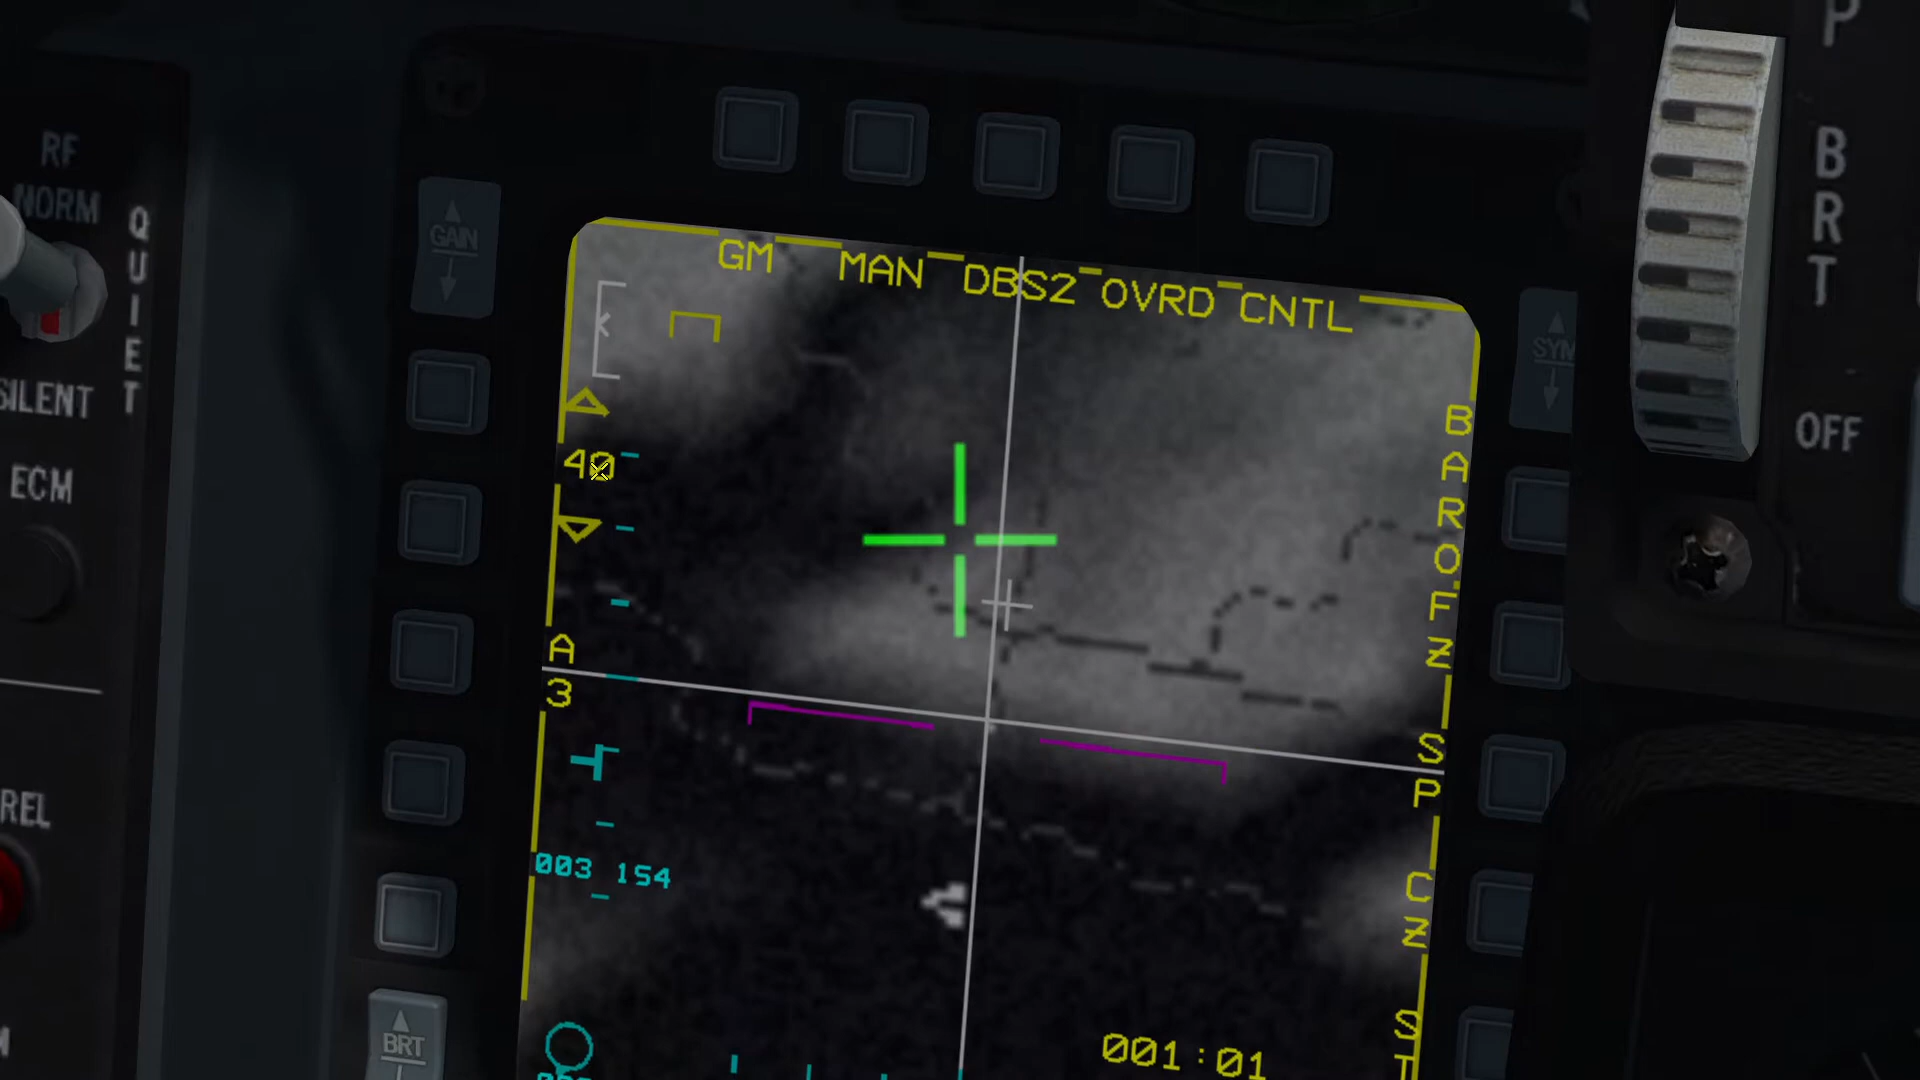 RF
NORM
QUIET
SILENT
ECM
REL
GAIN
GM MAN DBS2 OVRD CNTL
40
A
3
003 154
BARO.FZ
SP
CZ
ST
001:01
BRT
SYM
P
BRT
OFF